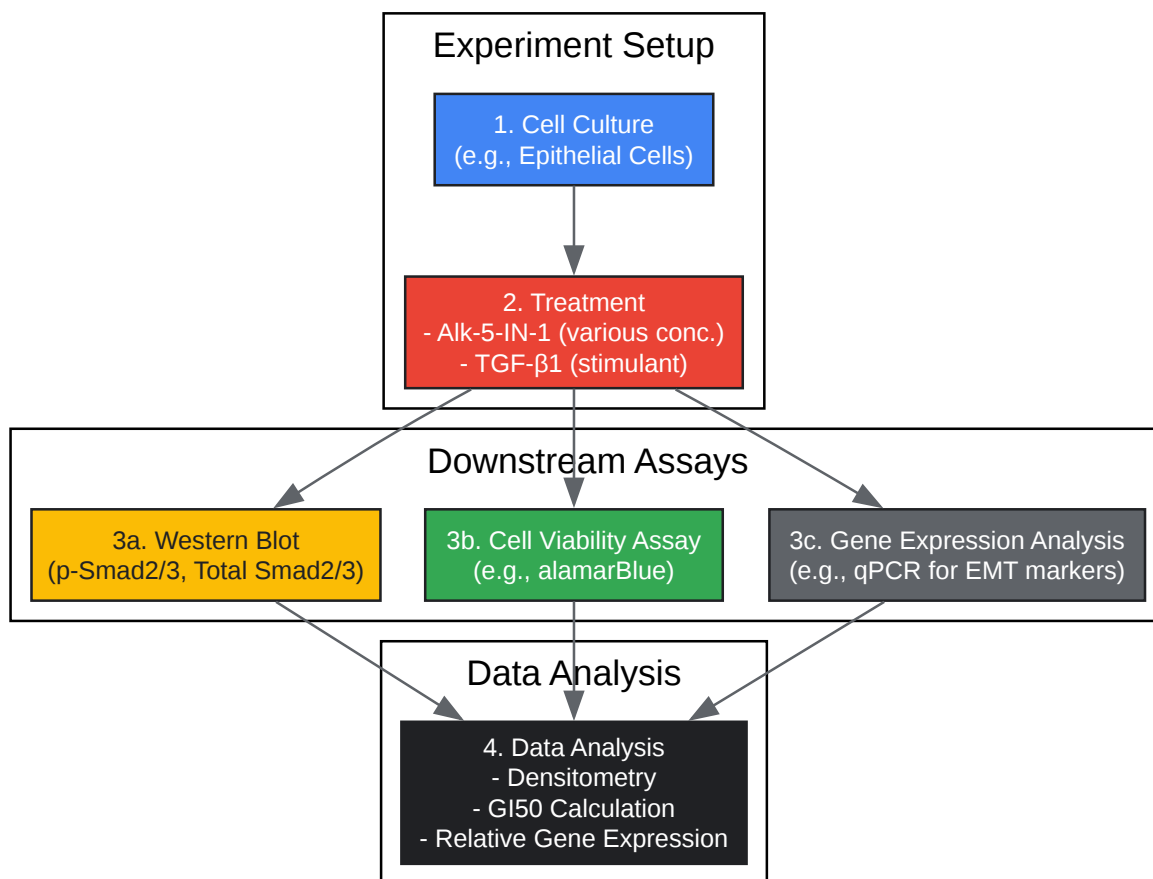 Experiment Setup
1. Cell Culture
(e.g., Epithelial Cells)
2. Treatment
- Alk-5-IN-1 (various conc.)
- TGF-β1 (stimulant)
Downstream Assays
3a. Western Blot
(p-Smad2/3, Total Smad2/3)
3b. Cell Viability Assay
(e.g., alamarBlue)
3c. Gene Expression Analysis
(e.g., qPCR for EMT markers)
Data Analysis
4. Data Analysis
- Densitometry
- GI50 Calculation
- Relative Gene Expression